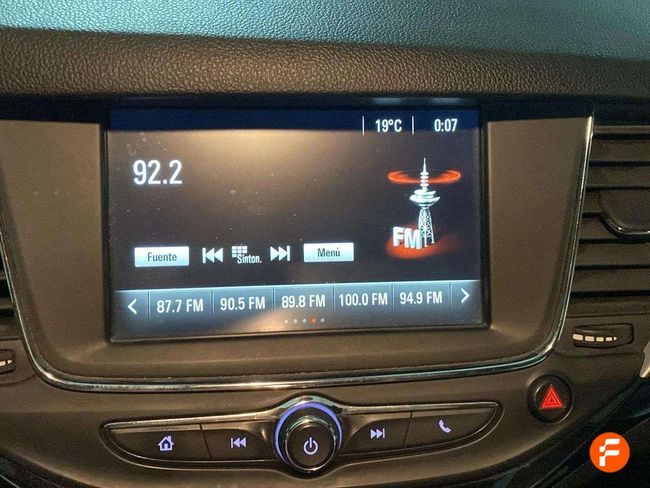 19°C 0:07
92.2
FM
Fuente Sinton. Menú
87.7 FM 90.5 FM 89.8 FM 100.0 FM 94.9 FM